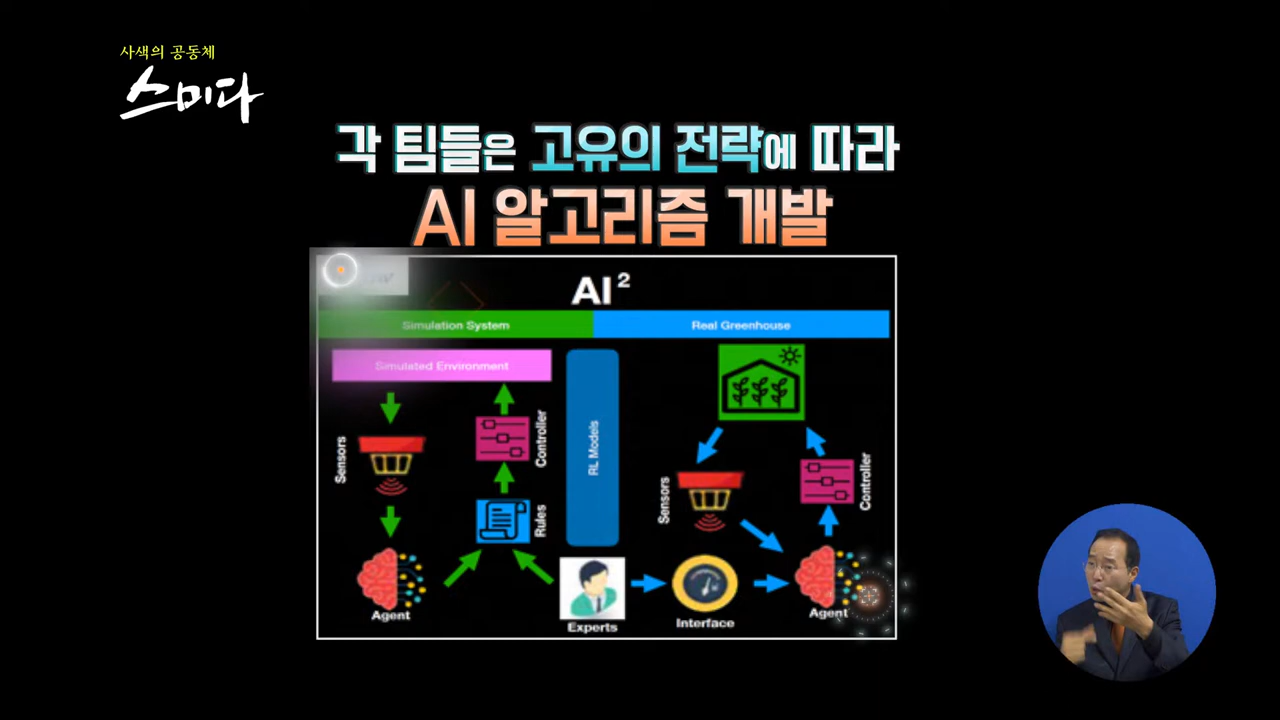 사색의 공동체
스미다
각 팀들은 고유의 전략에 따라
AI 알고리즘 개발
AI²
Simulation System
Real Greenhouse
Simulated Environment
Sensors
Controller
RL Models
Rules
Sensors
Controller
Agent
Experts
Interface
Agent